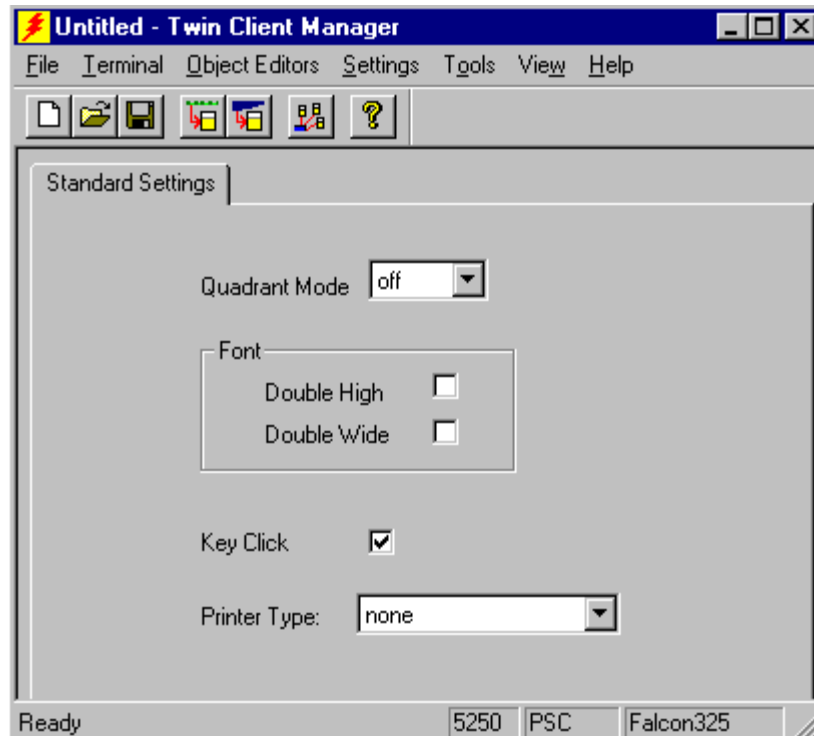 Untitled - Twin Client Manager
File Terminal Object Editors Settings Tools View Help
Standard Settings
Quadrant Mode off
Font
Double High
Double Wide
Key Click
Printer Type: none
Ready 5250 PSC Falcon325